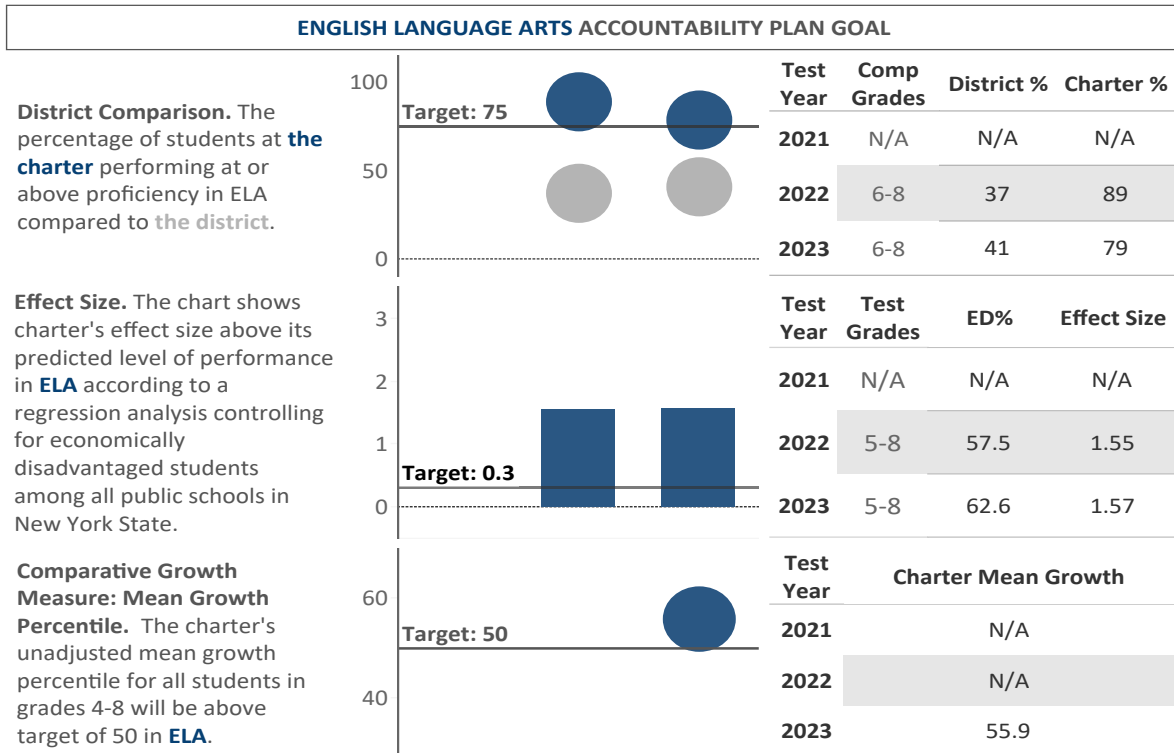 ENGLISH LANGUAGE ARTS ACCOUNTABILITY PLAN GOAL
District Comparison. The
percentage of students at the
charter performing at or
above proficiency in ELA
compared to the district.
100
Target: 75
50
0
Test Year Comp Grades District % Charter %
2021 N/A N/A N/A
2022 6-8 37 89
2023 6-8 41 79
Effect Size. The chart shows
charter's effect size above its
predicted level of performance
in ELA according to a
regression analysis controlling
for economically
disadvantaged students
among all public schools in
New York State.
3
2
1
Target: 0.3
0
Test Year Test Grades ED% Effect Size
2021 N/A N/A N/A
2022 5-8 57.5 1.55
2023 5-8 62.6 1.57
Comparative Growth
Measure: Mean Growth
Percentile. The charter's
unadjusted mean growth
percentile for all students in
grades 4-8 will be above
target of 50 in ELA.
60
Target: 50
40
Test Year Charter Mean Growth
2021 N/A
2022 N/A
2023 55.9